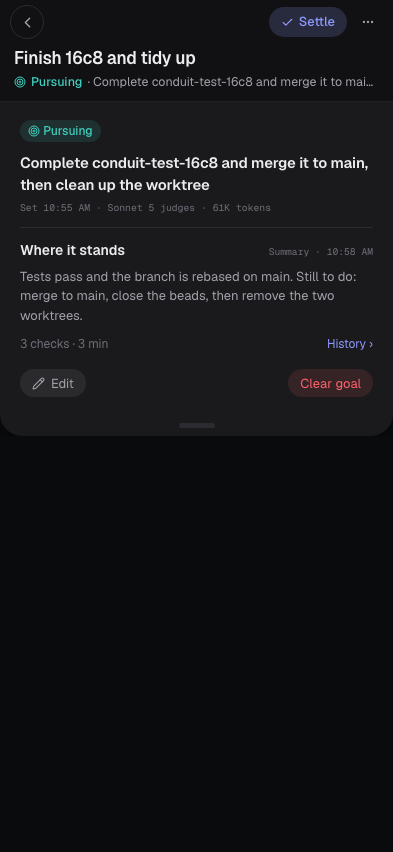 Settle
Finish 16c8 and tidy up
Pursuing · Complete conduit-test-16c8 and merge it to mai…
Pursuing
Complete conduit-test-16c8 and merge it to main,
then clean up the worktree
Set 10:55 AM · Sonnet 5 judges · 61K tokens
Where it stands
Summary · 10:58 AM
Tests pass and the branch is rebased on main. Still to do:
merge to main, close the beads, then remove the two
worktrees.
3 checks · 3 min
History ›
Edit
Clear goal